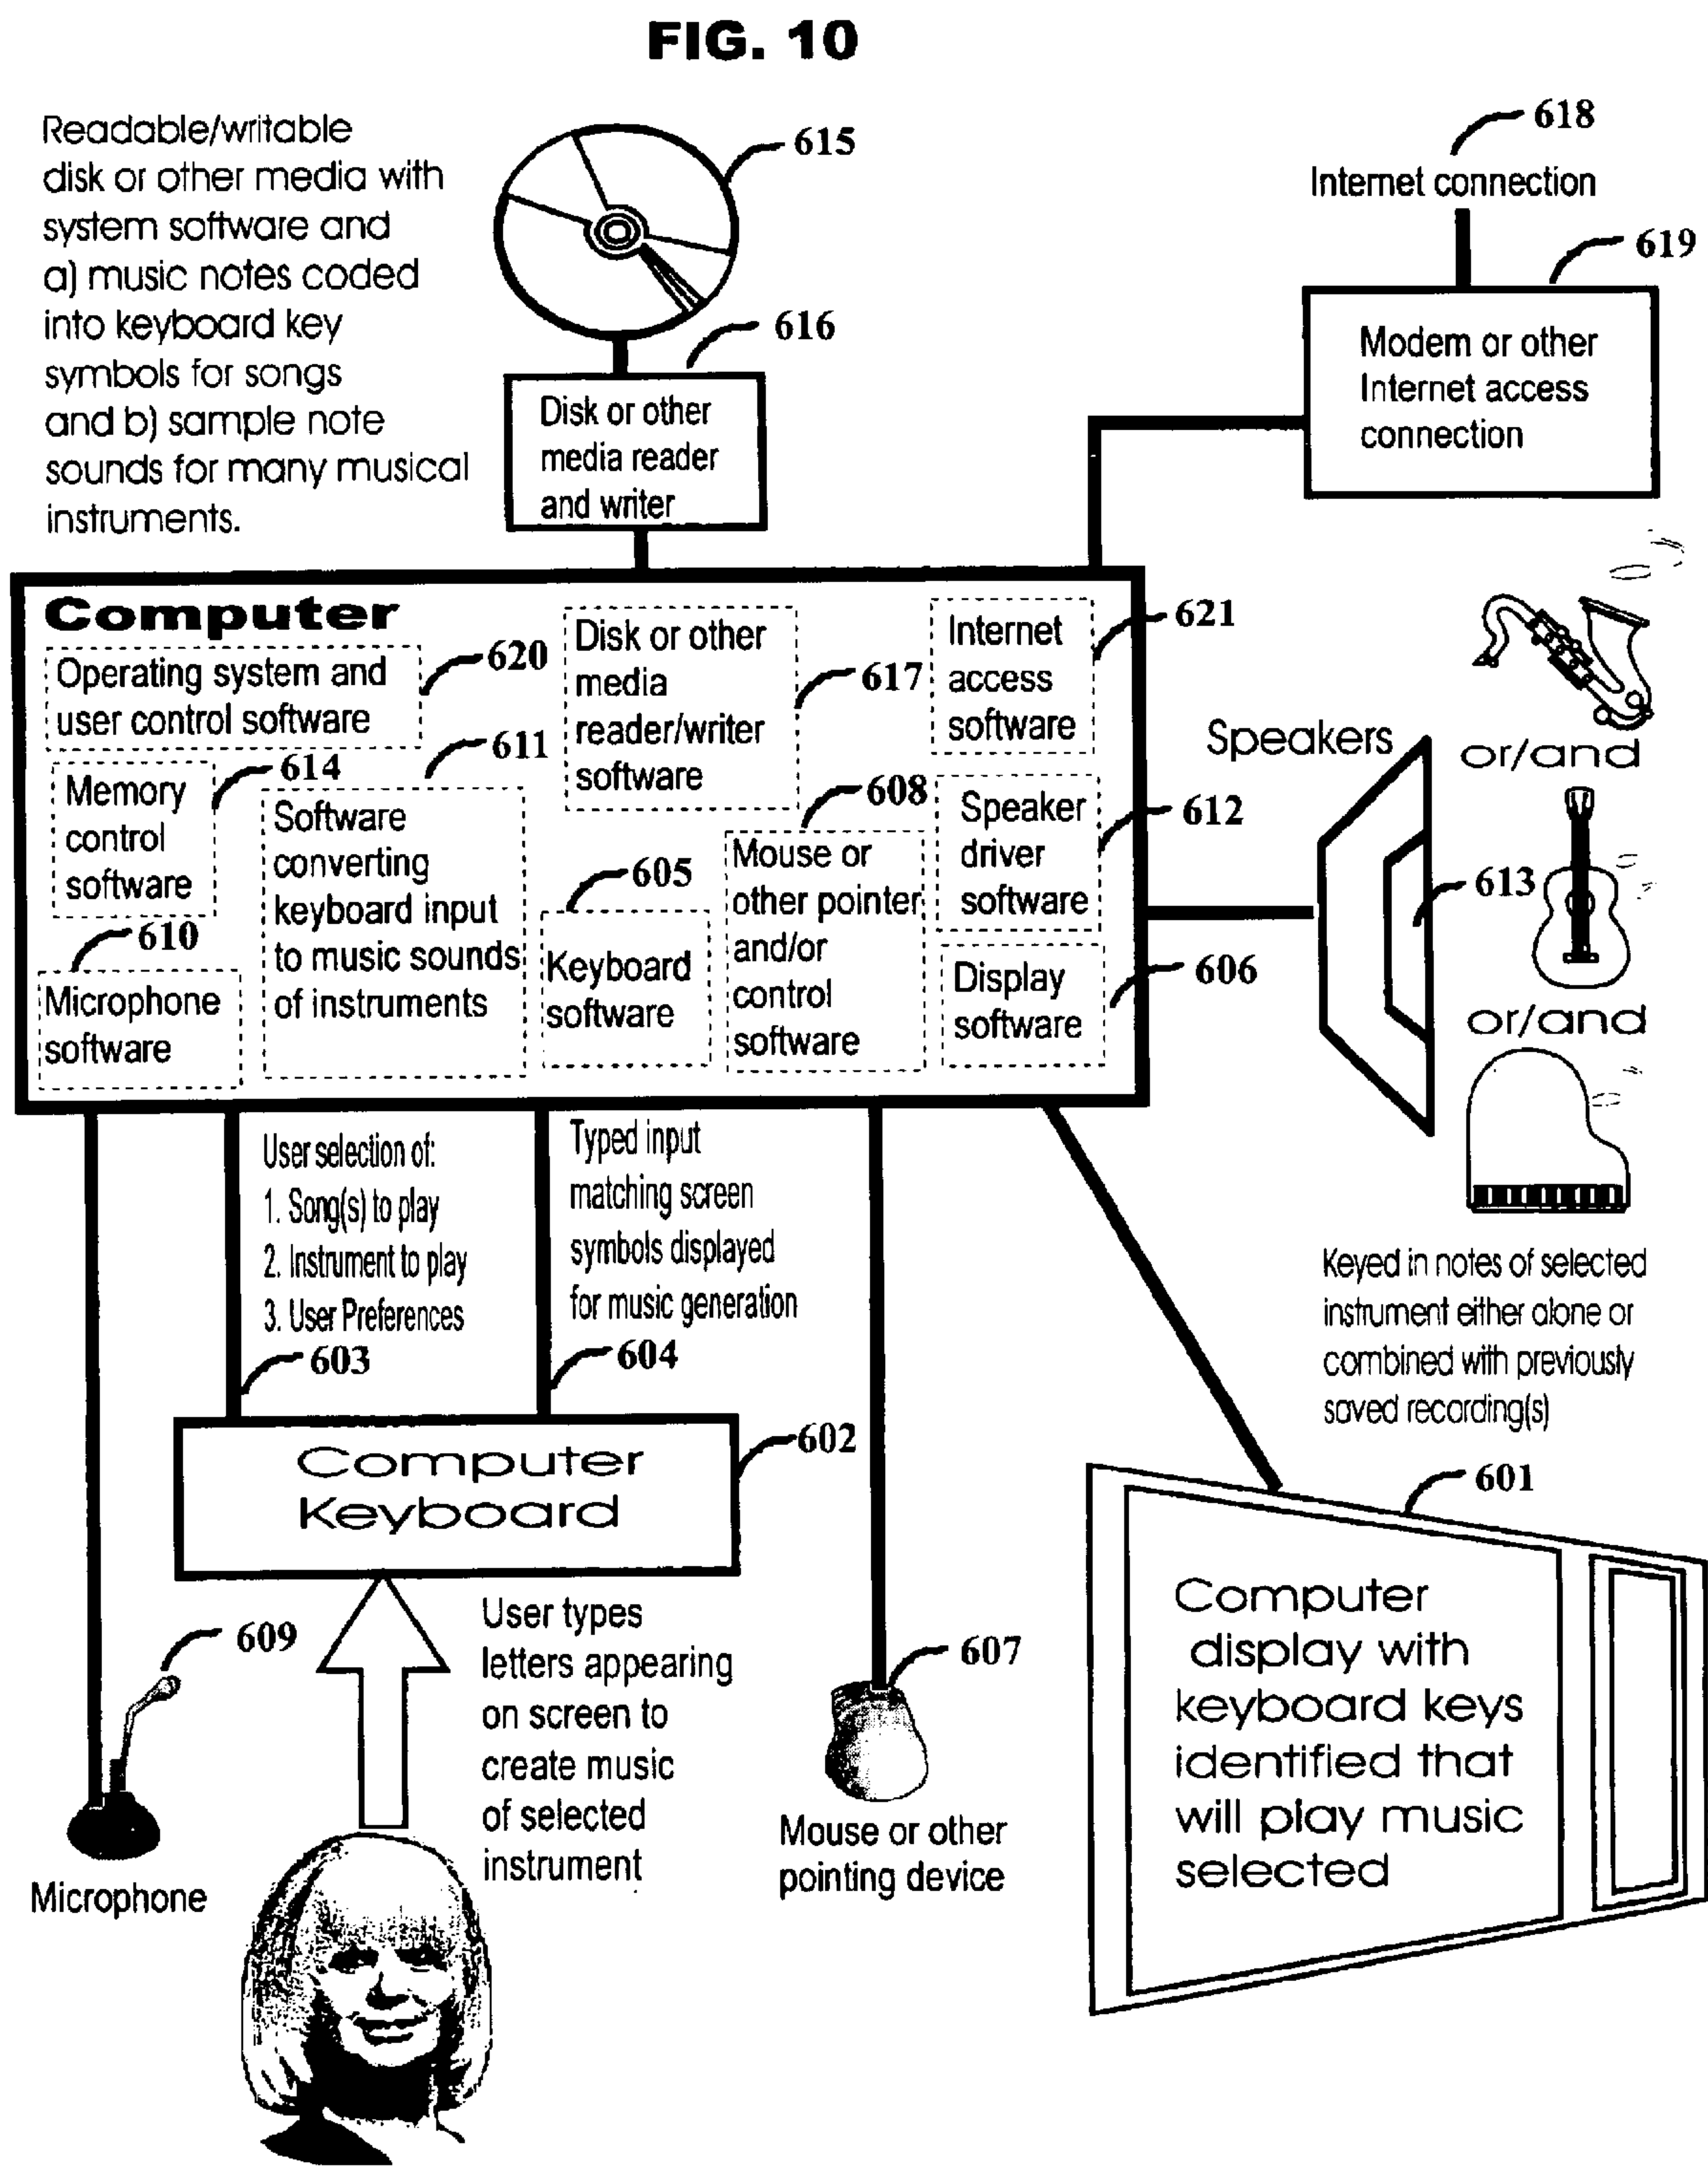 FIG. 10
Readable/writable
disk or other media with
system software and
a) music notes coded
into keyboard key
symbols for songs
and b) sample note
sounds for many musical
instruments.
615
616
Disk or other
media reader
and writer
618
Internet connection
619
Modem or other
Internet access
connection
Computer
Operating system and
user control software
620
Memory
control
software
614
611
Software
converting
keyboard input
to music sounds
of instruments
610
Microphone
software
Disk or other
media
reader/writer
software
617
605
Keyboard
software
608
Mouse or
other pointer
and/or
control
software
Internet
access
software
621
Speaker
driver
software
612
Display
software
606
Speakers
613
or/and
or/and
Keyed in notes of selected
instrument either alone or
combined with previously
saved recording(s)
User selection of:
1. Song(s) to play
2. Instrument to play
3. User Preferences
603
Typed input
matching screen
symbols displayed
for music generation
604
Computer
Keyboard
602
609
Microphone
User types
letters appearing
on screen to
create music
of selected
instrument
607
Mouse or other
pointing device
601
Computer
display with
keyboard keys
identified that
will play music
selected